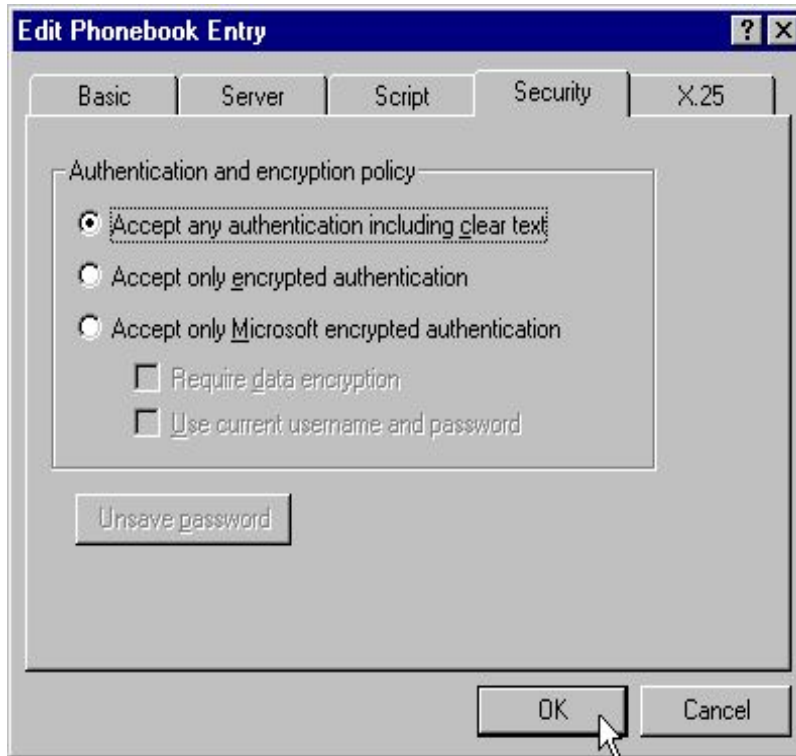 Edit Phonebook Entry
Basic
Server
Script
Security
X.25
Authentication and encryption policy
Accept any authentication including clear text
Accept only encrypted authentication
Accept only Microsoft encrypted authentication
Require data encryption
Use current username and password
Unsave password
OK
Cancel